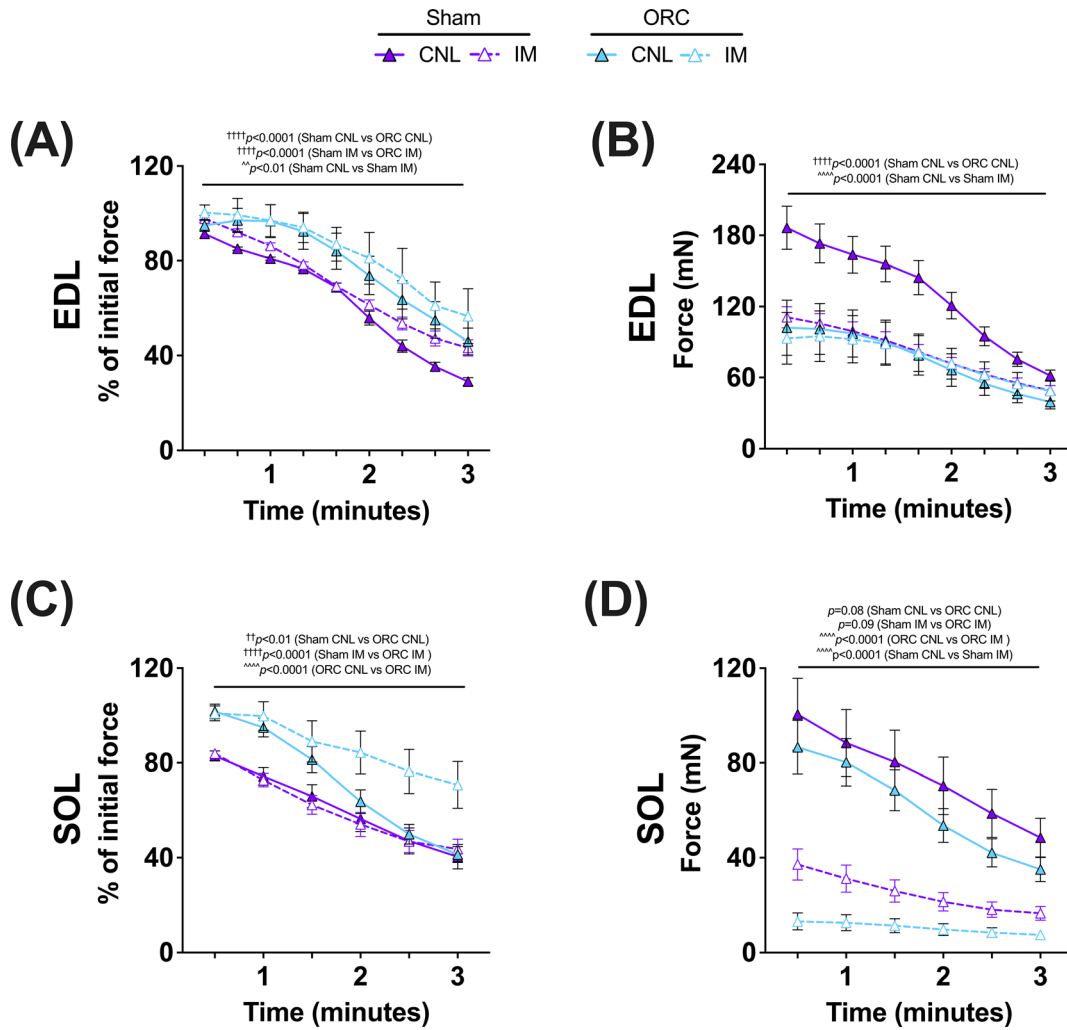 Sham ORC
CNL IM CNL IM
(A)
††††p<0.0001 (Sham CNL vs ORC CNL)
††††p<0.0001 (Sham IM vs ORC IM)
^^p<0.01 (Sham CNL vs Sham IM)
EDL
% of initial force
120
80
40
0
1 2 3
Time (minutes)
(B)
††††p<0.0001 (Sham CNL vs ORC CNL)
^^^^p<0.0001 (Sham CNL vs Sham IM)
EDL
Force (mN)
240
180
120
60
0
1 2 3
Time (minutes)
(C)
††p<0.01 (Sham CNL vs ORC CNL)
††††p<0.0001 (Sham IM vs ORC IM )
^^^^p<0.0001 (ORC CNL vs ORC IM)
SOL
% of initial force
120
80
40
0
1 2 3
Time (minutes)
(D)
p=0.08 (Sham CNL vs ORC CNL)
p=0.09 (Sham IM vs ORC IM)
^^^^p<0.0001 (ORC CNL vs ORC IM )
^^^^p<0.0001 (Sham CNL vs Sham IM)
SOL
Force (mN)
120
80
40
0
1 2 3
Time (minutes)